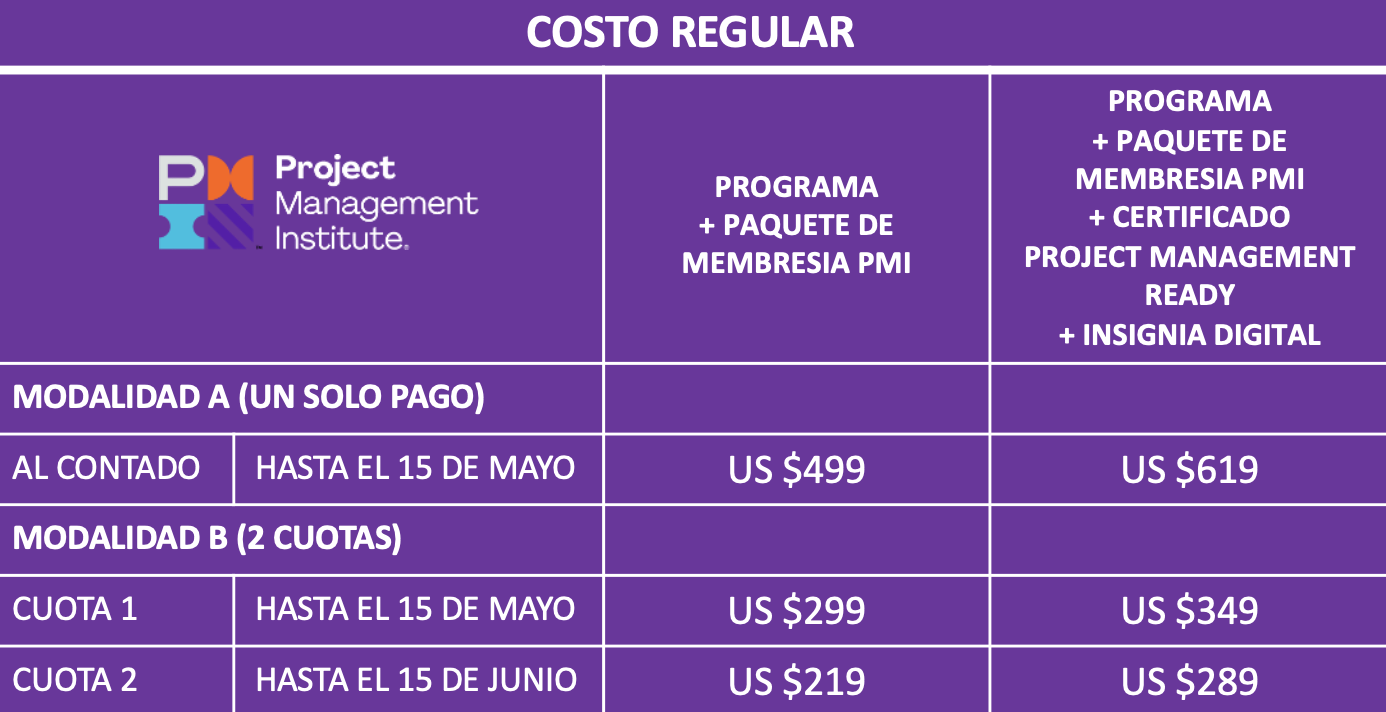 COSTO REGULAR
Project
Management
Institute.
PROGRAMA
+ PAQUETE DE
MEMBRESIA PMI
PROGRAMA
+ PAQUETE DE
MEMBRESIA PMI
+ CERTIFICADO
PROJECT MANAGEMENT
READY
+ INSIGNIA DIGITAL
MODALIDAD A (UN SOLO PAGO)
AL CONTADO HASTA EL 15 DE MAYO US $499 US $619
MODALIDAD B (2 CUOTAS)
CUOTA 1 HASTA EL 15 DE MAYO US $299 US $349
CUOTA 2 HASTA EL 15 DE JUNIO US $219 US $289